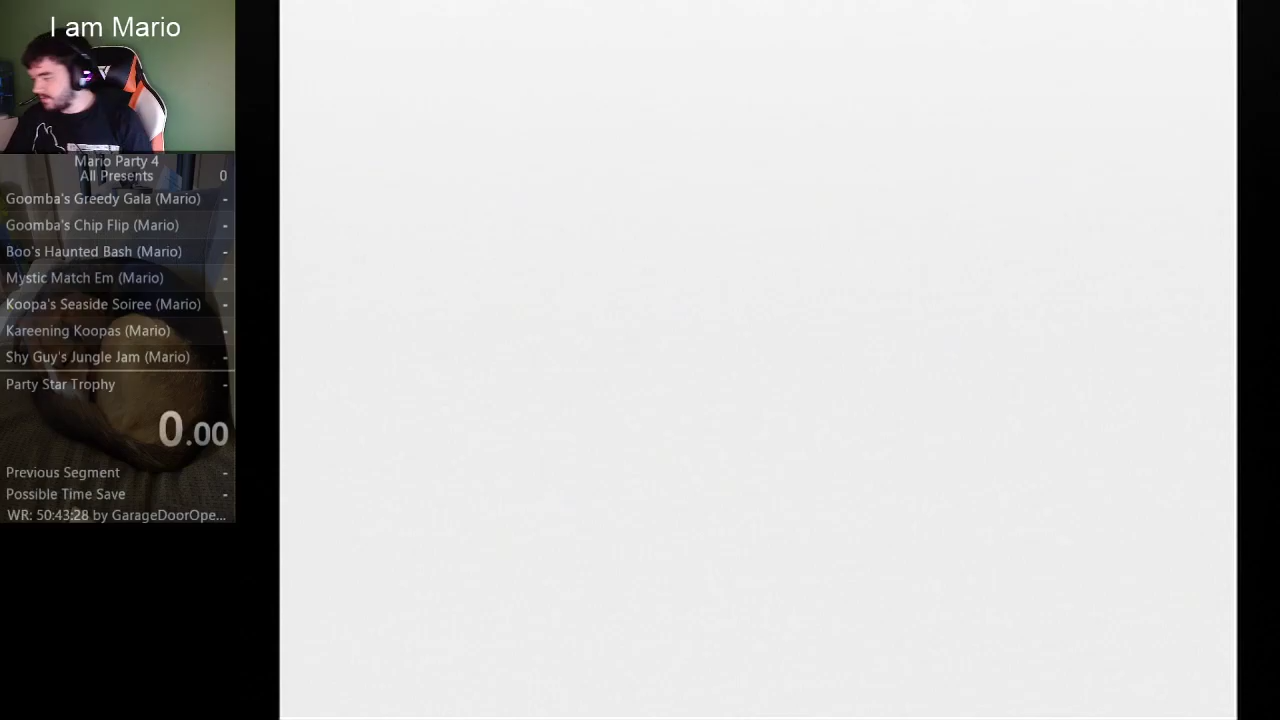 I am Mario
Mario Party 4
All Presents 0
Goomba's Greedy Gala (Mario) -
Goomba's Chip Flip (Mario) -
Boo's Haunted Bash (Mario) -
Mystic Match Em (Mario) -
Koopa's Seaside Soiree (Mario) -
Kareening Koopas (Mario) -
Shy Guy's Jungle Jam (Mario) -
Party Star Trophy -
0.00
Previous Segment -
Possible Time Save -
WR: 50:43:28 by GarageDoorOpe...